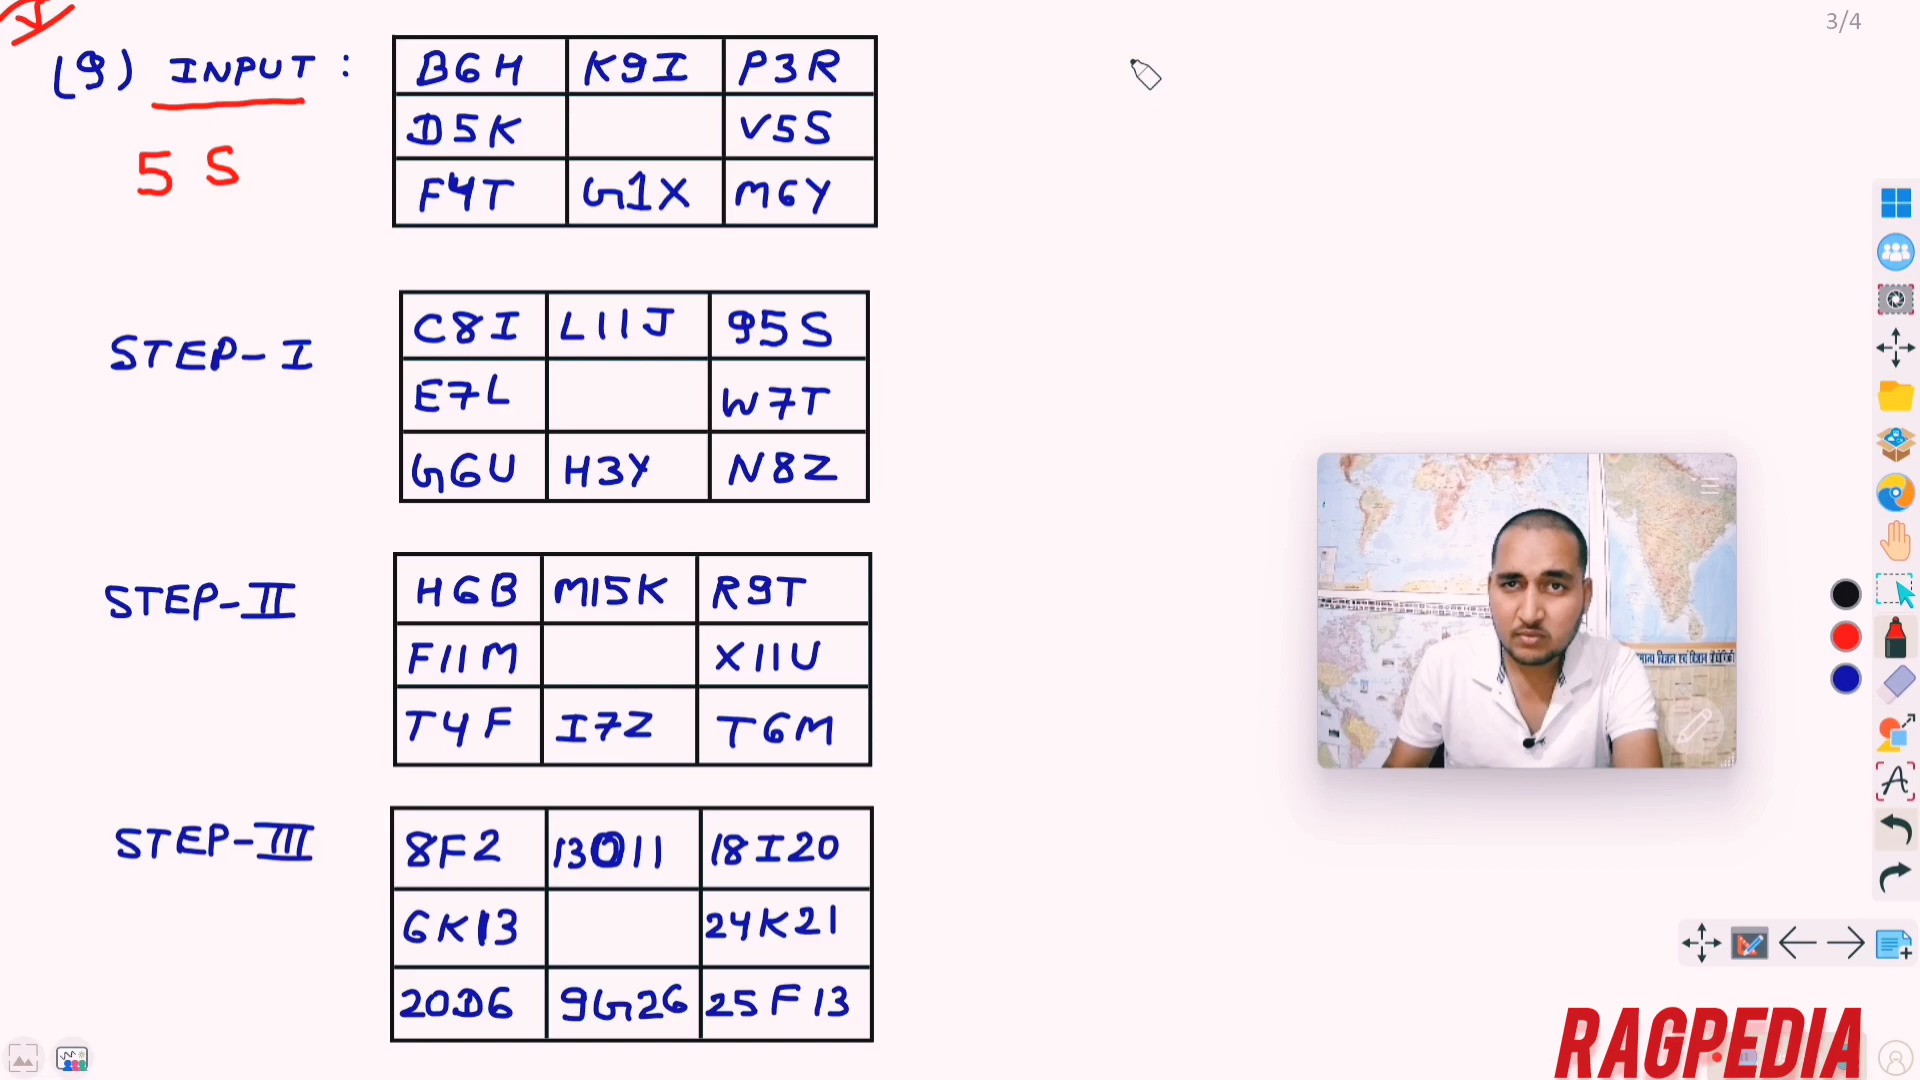 3/4
(9) INPUT :
B6H K9I P3R
D5K V5S
5 S
F4T G1X M6Y
STEP-I
C8I L11J 95S
E7L W7T
G6U H3Y N8Z
STEP-II
H6B M15K R9T
F11M X11U
T4F I7Z T6M
STEP-III
8F2 13O11 18I20
6K13 24K21
20D6 9G26 25F13
RAGPEDIA